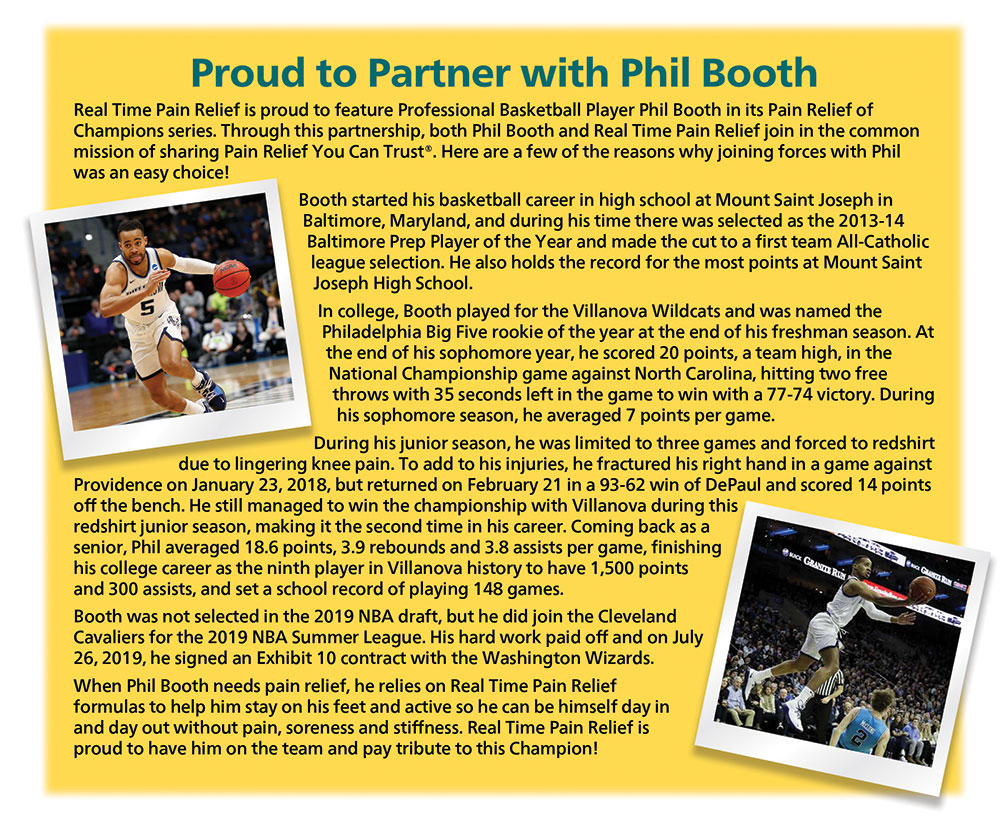 Proud to Partner with Phil Booth
Real Time Pain Relief is proud to feature Professional Basketball Player Phil Booth in its Pain Relief of
Champions series. Through this partnership, both Phil Booth and Real Time Pain Relief join in the common
mission of sharing Pain Relief You Can Trust®. Here are a few of the reasons why joining forces with Phil
was an easy choice!
Booth started his basketball career in high school at Mount Saint Joseph in
Baltimore, Maryland, and during his time there was selected as the 2013-14
Baltimore Prep Player of the Year and made the cut to a first team All-Catholic
league selection. He also holds the record for the most points at Mount Saint
Joseph High School.
In college, Booth played for the Villanova Wildcats and was named the
Philadelphia Big Five rookie of the year at the end of his freshman season. At
the end of his sophomore year, he scored 20 points, a team high, in the
National Championship game against North Carolina, hitting two free
throws with 35 seconds left in the game to win with a 77-74 victory. During
his sophomore season, he averaged 7 points per game.
During his junior season, he was limited to three games and forced to redshirt
due to lingering knee pain. To add to his injuries, he fractured his right hand in a game against
Providence on January 23, 2018, but returned on February 21 in a 93-62 win of DePaul and scored 14 points
off the bench. He still managed to win the championship with Villanova during this
redshirt junior season, making it the second time in his career. Coming back as a
senior, Phil averaged 18.6 points, 3.9 rebounds and 3.8 assists per game, finishing
his college career as the ninth player in Villanova history to have 1,500 points
and 300 assists, and set a school record of playing 148 games.
Booth was not selected in the 2019 NBA draft, but he did join the Cleveland
Cavaliers for the 2019 NBA Summer League. His hard work paid off and on July
26, 2019, he signed an Exhibit 10 contract with the Washington Wizards.
When Phil Booth needs pain relief, he relies on Real Time Pain Relief
formulas to help him stay on his feet and active so he can be himself day in
and day out without pain, soreness and stiffness. Real Time Pain Relief is
proud to have him on the team and pay tribute to this Champion!
5
GRANITE RUN
2